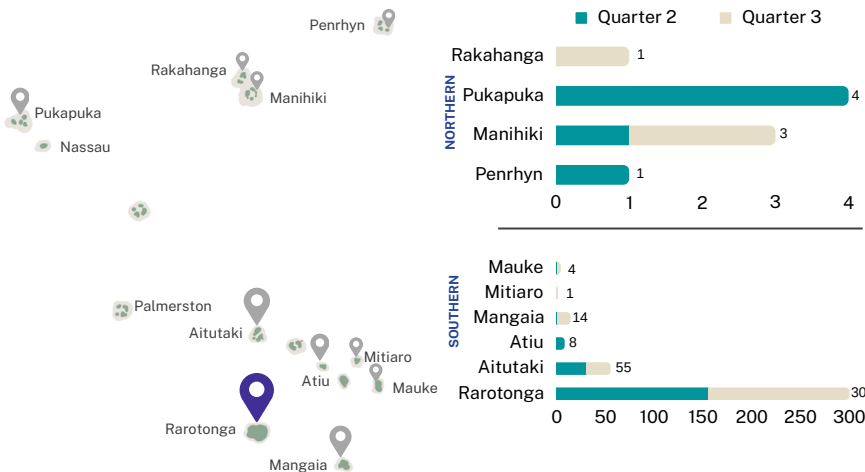 Penrhyn
Rakahanga
Manihiki
Pukapuka
Nassau
Palmerston
Aitutaki
Mitiaro
Atiu
Mauke
Rarotonga
Mangaia
Quarter 2 Quarter 3
NORTHERN
Rakahanga 1
Pukapuka 4
Manihiki 3
Penrhyn 1
0 1 2 3 4
SOUTHERN
Mauke 4
Mitiaro 1
Mangaia 14
Atiu 8
Aitutaki 55
Rarotonga 30
0 50 100 150 200 250 300